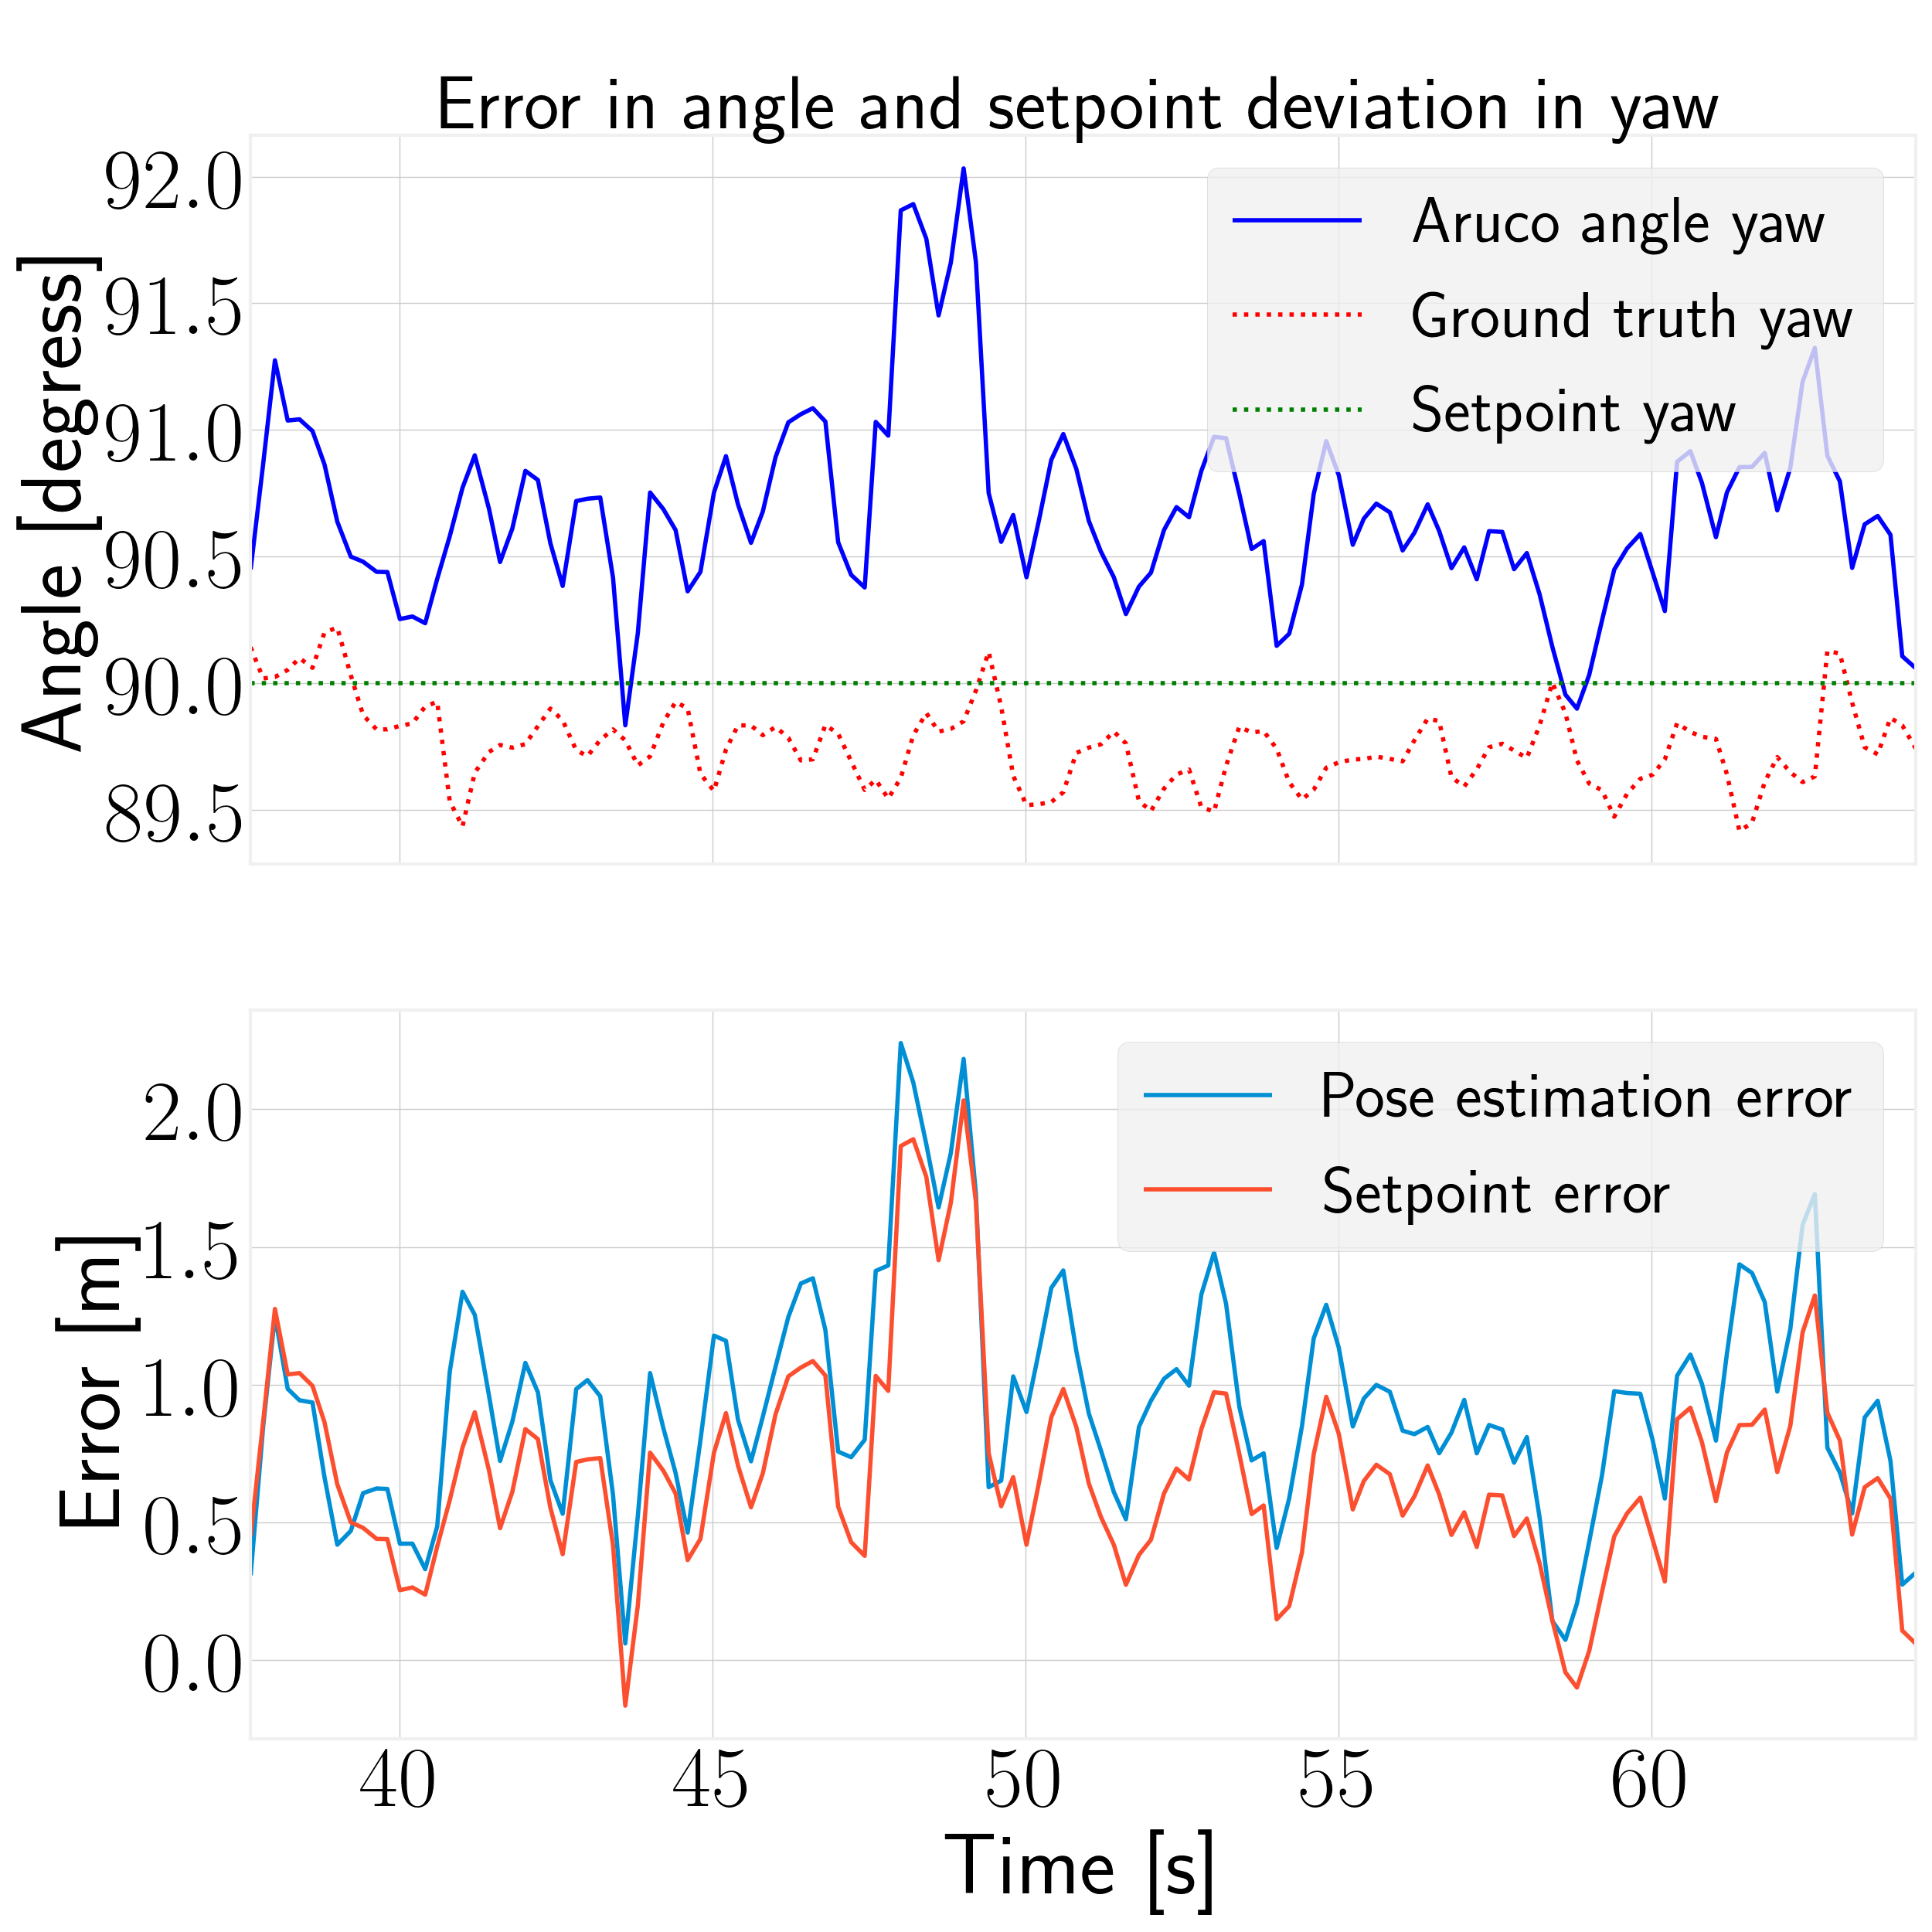 Error in angle and setpoint deviation in yaw
Angle [degress]
92.0
91.5
91.0
90.5
90.0
89.5
Aruco angle yaw
Ground truth yaw
Setpoint yaw
Error [m]
2.0
1.5
1.0
0.5
0.0
Pose estimation error
Setpoint error
40 45 50 55 60
Time [s]